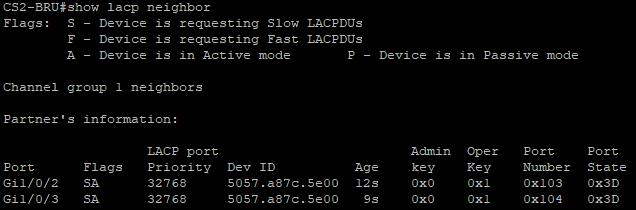 CS2-BRU#show lacp neighbor
Flags:  S - Device is requesting Slow LACPDUs
        F - Device is requesting Fast LACPDUs
        A - Device is in Active mode       P - Device is in Passive mode
Channel group 1 neighbors
Partner's information:
                  LACP port                        Admin  Oper   Port    Port
Port      Flags   Priority  Dev ID          Age    key    Key    Number  State
Gi1/0/2   SA      32768     5057.a87c.5e00  12s    0x0    0x1    0x103   0x3D
Gi1/0/3   SA      32768     5057.a87c.5e00   9s    0x0    0x1    0x104   0x3D